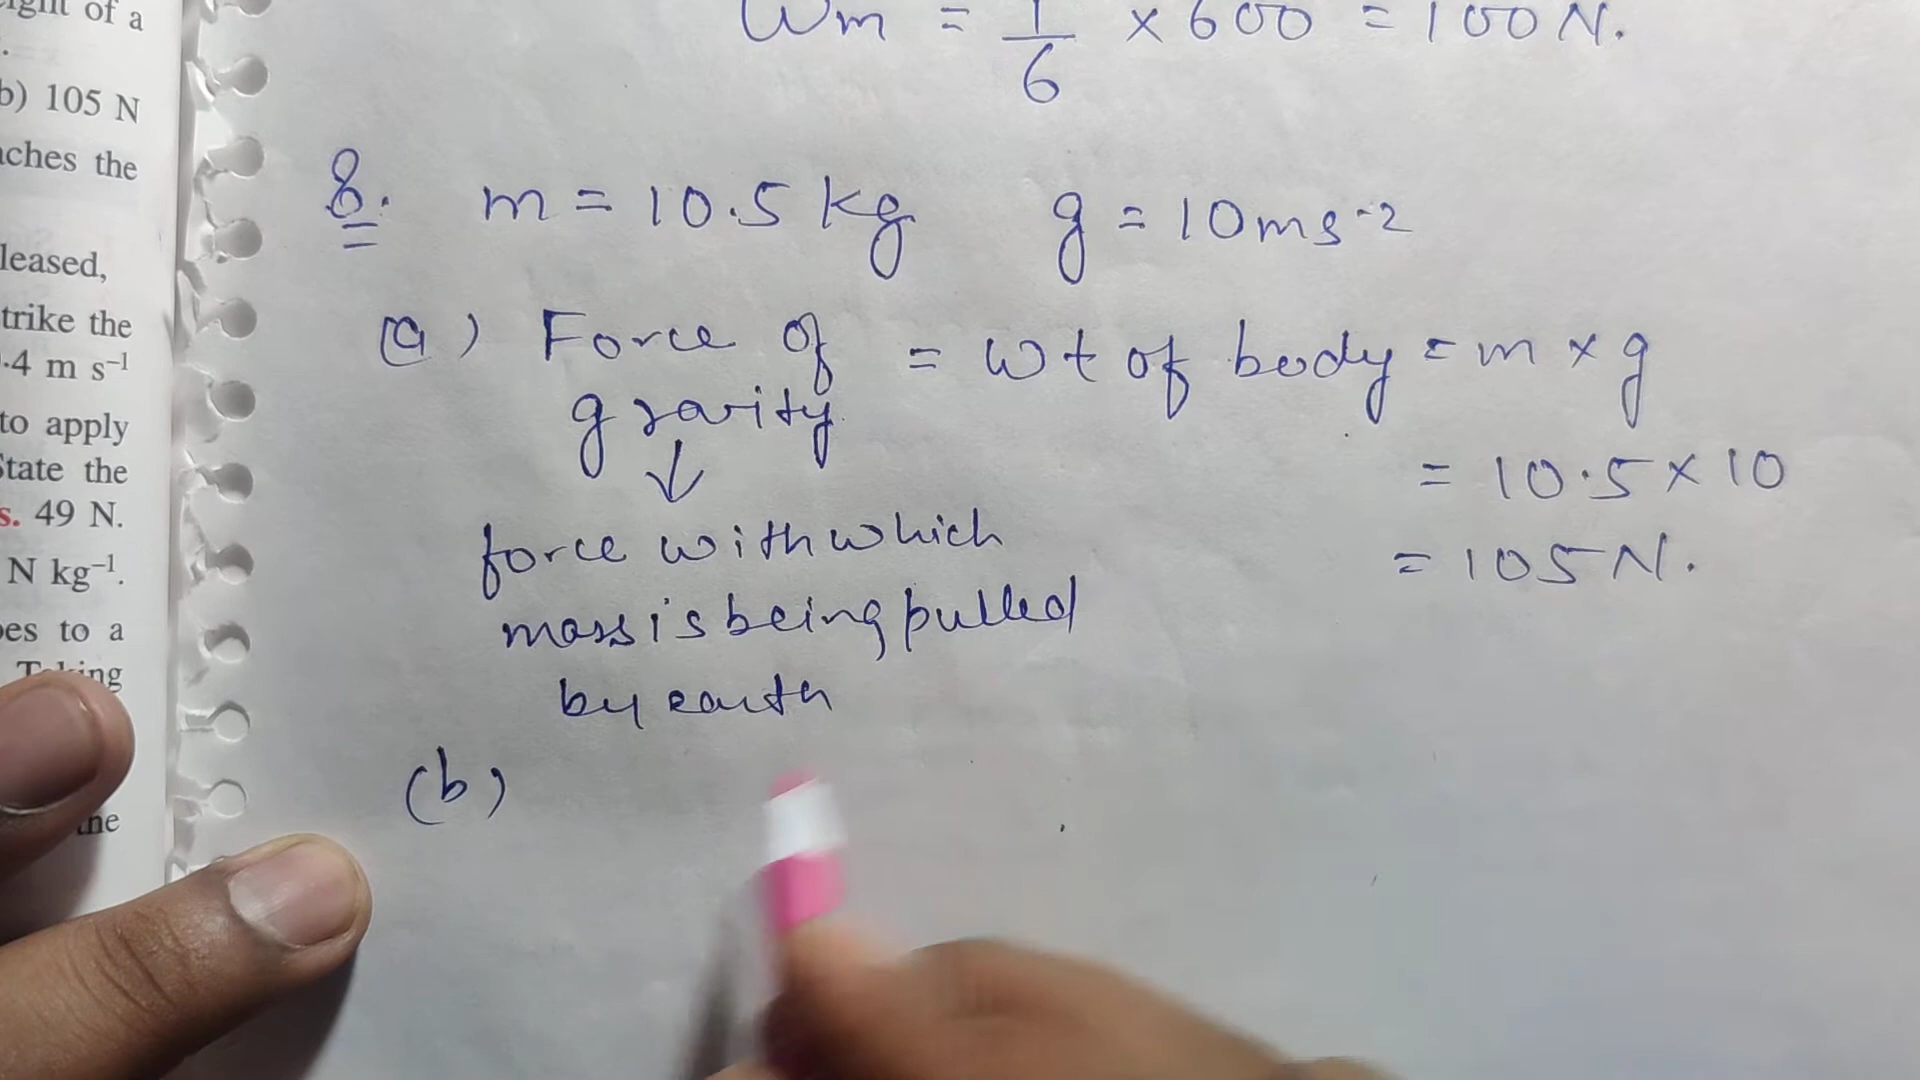 of a
b) 105 N
the
leased,
trike the
.4 m s⁻¹
to apply
State the
s. 49 N.
N kg⁻¹.
es to a
Wm = 1/6 × 600 = 100 N.
8. m = 10.5 kg g = 10 ms⁻²
(a) Force of gravity = wt of body = m × g
= 10.5 × 10
= 105 N.
↓
force with which
mass is being pulled
by earth
(b)